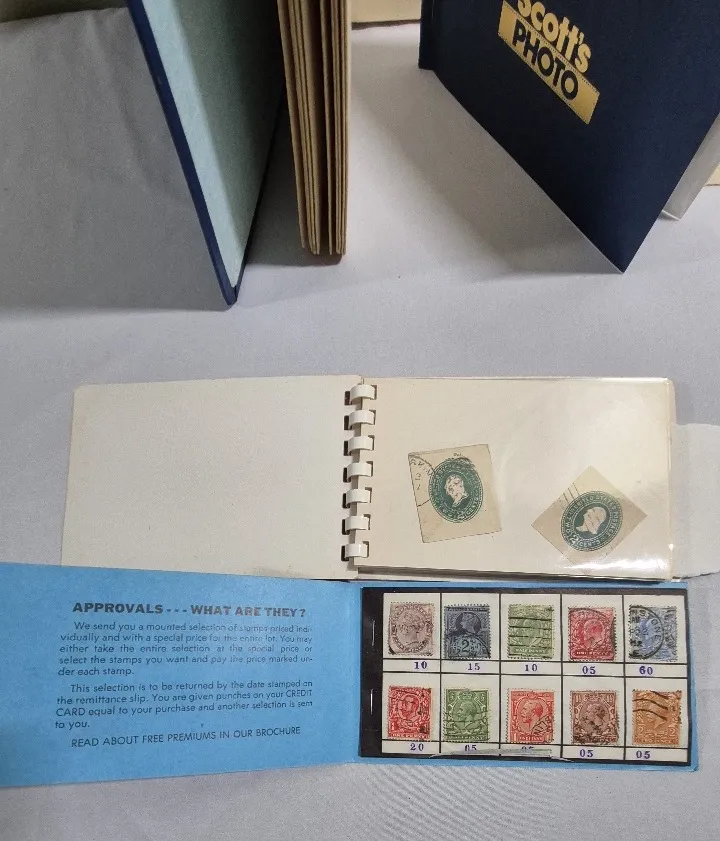 Scott's
PHOTO
APPROVALS --- WHAT ARE THEY?
We send you a mounted selection of stamps priced indi-
vidually and with a special price for the entire lot. You may
either take the entire selection at the special price or
select the stamps you want and pay the price marked un-
der each stamp.
This selection is to be returned by the date stamped on
the remittance slip. You are given punches on your CREDIT
CARD equal to your purchase and another selection is sent
to you.
READ ABOUT FREE PREMIUMS IN OUR BROCHURE
10 15 10 05 60
20 05 05 05 05